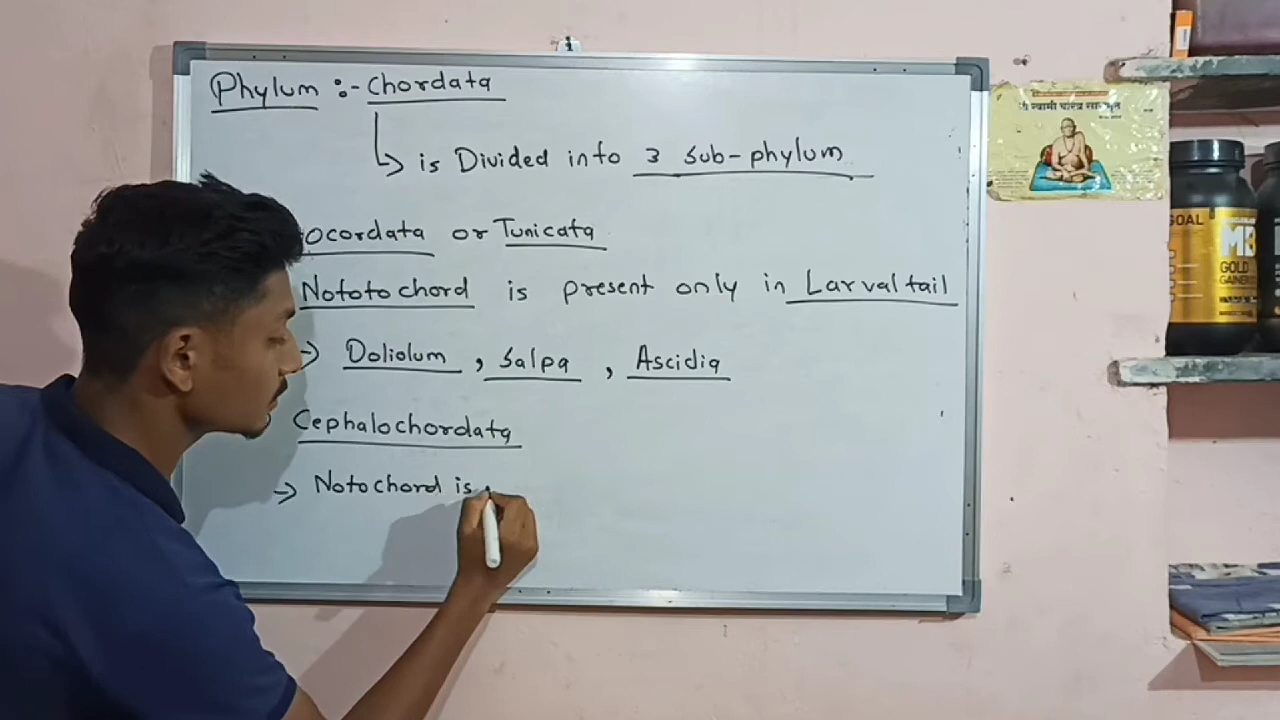 Phylum :- Chordata
is Divided into 3 Sub-phylum
ocordata or Tunicata
Nototochord is present only in Larval tail
Doliolum , Salpa , Ascidia
Cephalochordata
Notochord is
GOAL
GOLD
GAINER